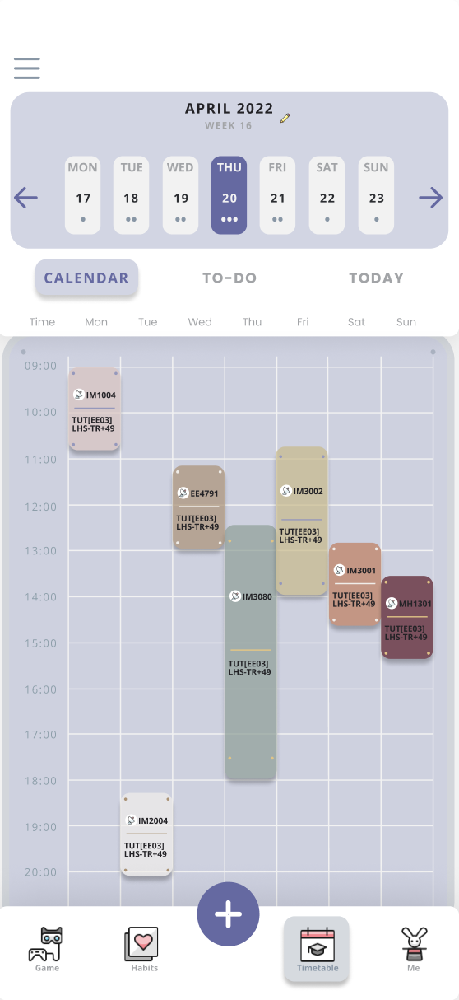 APRIL 2022
WEEK 16
MON TUE WED THU FRI SAT SUN
17 18 19 20 21 22 23
CALENDAR TO-DO TODAY
Time Mon Tue Wed Thu Fri Sat Sun
09:00
IM1004
10:00
TUT[EE03]
LHS-TR+49
11:00
EE4791
IM3002
12:00
TUT[EE03]
LHS-TR+49
TUT[EE03]
LHS-TR+49
13:00
IM3001
14:00
IM3080
TUT[EE03]
LHS-TR+49
MH1301
TUT[EE03]
LHS-TR+49
15:00
TUT[EE03]
LHS-TR+49
16:00
17:00
18:00
IM2004
19:00
TUT[EE03]
LHS-TR+49
20:00
Game Habits Timetable Me